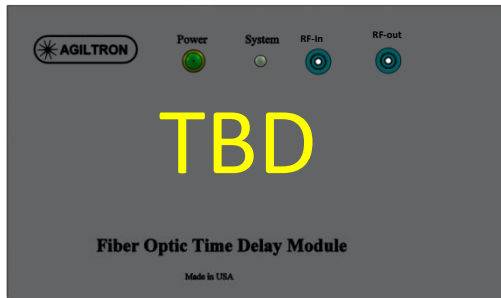 AGILTRON
Power System RF-In RF-out
TBD
Fiber Optic Time Delay Module
Made in USA